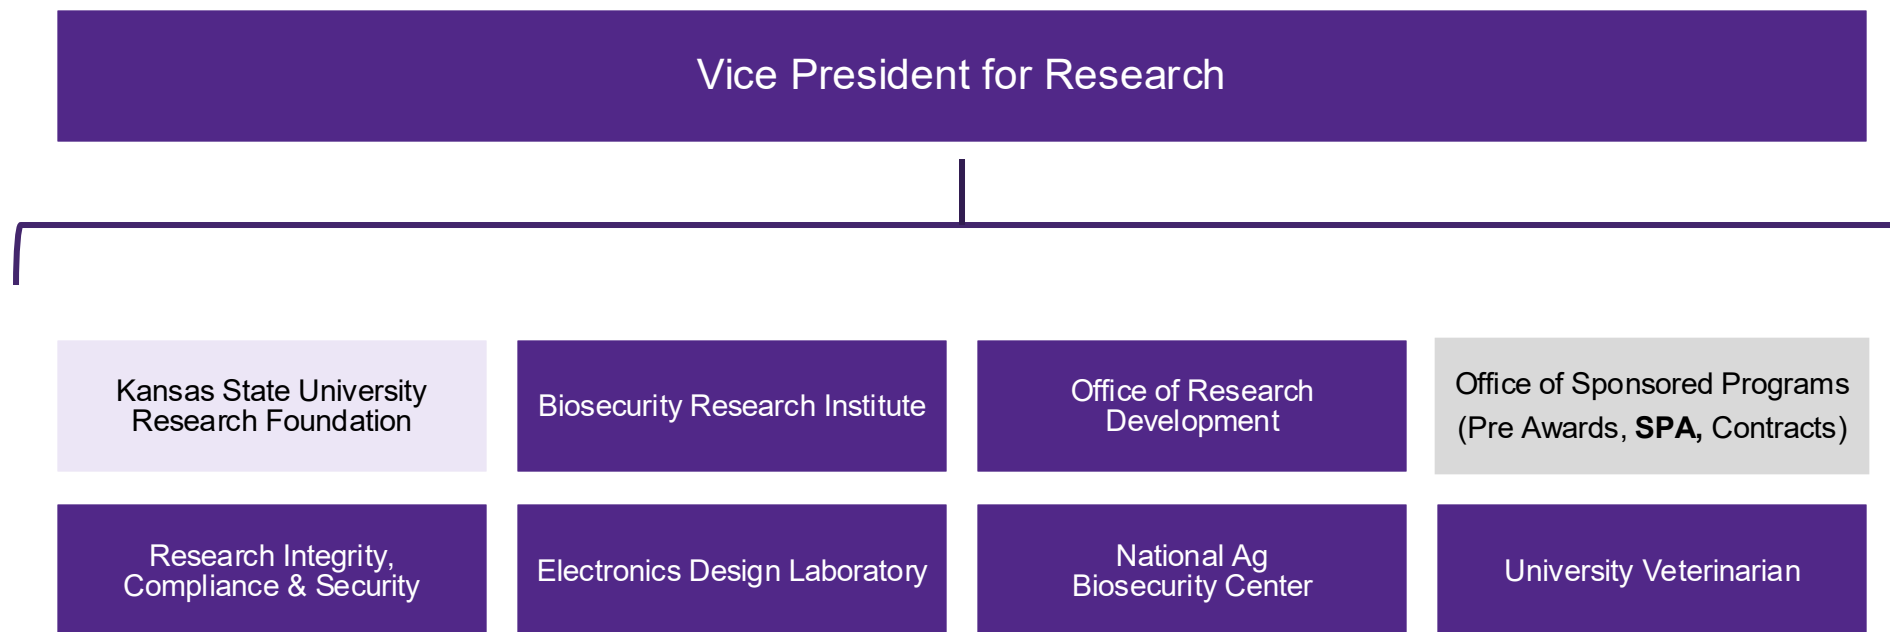 Vice President for Research
Kansas State University
Research Foundation
Biosecurity Research Institute
Office of Research
Development
Office of Sponsored Programs
(Pre Awards, SPA, Contracts)
Research Integrity,
Compliance & Security
Electronics Design Laboratory
National Ag
Biosecurity Center
University Veterinarian